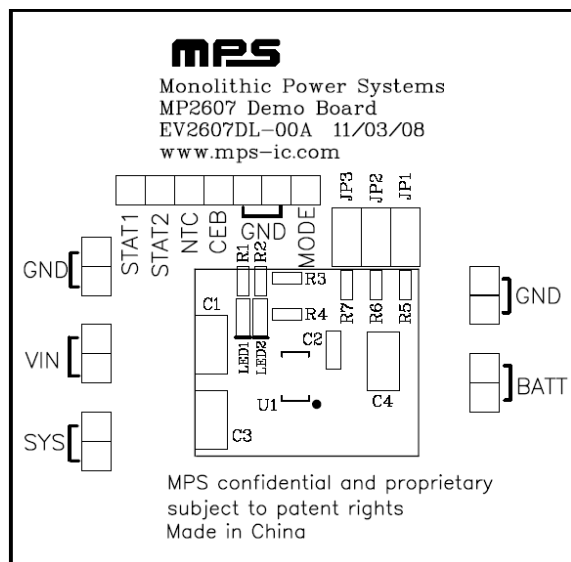 MPS
Monolithic Power Systems
MP2607 Demo Board
EV2607DL-00A 11/03/08
www.mps-ic.com
JP3
JP2
JP1
STAT1
STAT2
NTC
CEB
GND
MODE
R1
R2
GND
R3
C1
R4
R7
R6
R5
GND
C2
VIN
LED1
LED2
BATT
U1
C4
SYS
C3
MPS confidential and proprietary
subject to patent rights
Made in China